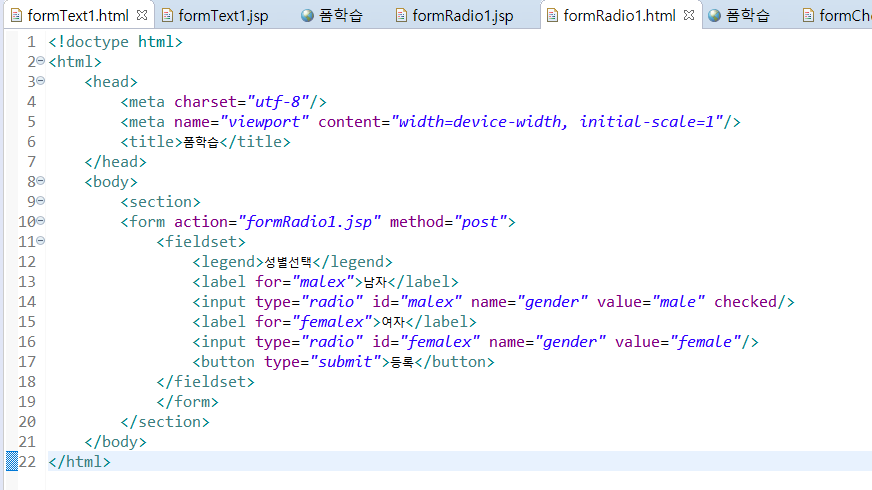 formText1.html formText1.jsp 폼학습 formRadio1.jsp formRadio1.html 폼학습 formChe
1 <!doctype html>
2 <html>
3 <head>
4 <meta charset="utf-8"/>
5 <meta name="viewport" content="width=device-width, initial-scale=1"/>
6 <title>폼학습</title>
7 </head>
8 <body>
9 <section>
10 <form action="formRadio1.jsp" method="post">
11 <fieldset>
12 <legend>성별선택</legend>
13 <label for="malex">남자</label>
14 <input type="radio" id="malex" name="gender" value="male" checked/>
15 <label for="femalex">여자</label>
16 <input type="radio" id="femalex" name="gender" value="female"/>
17 <button type="submit">등록</button>
18 </fieldset>
19 </form>
20 </section>
21 </body>
22 </html>